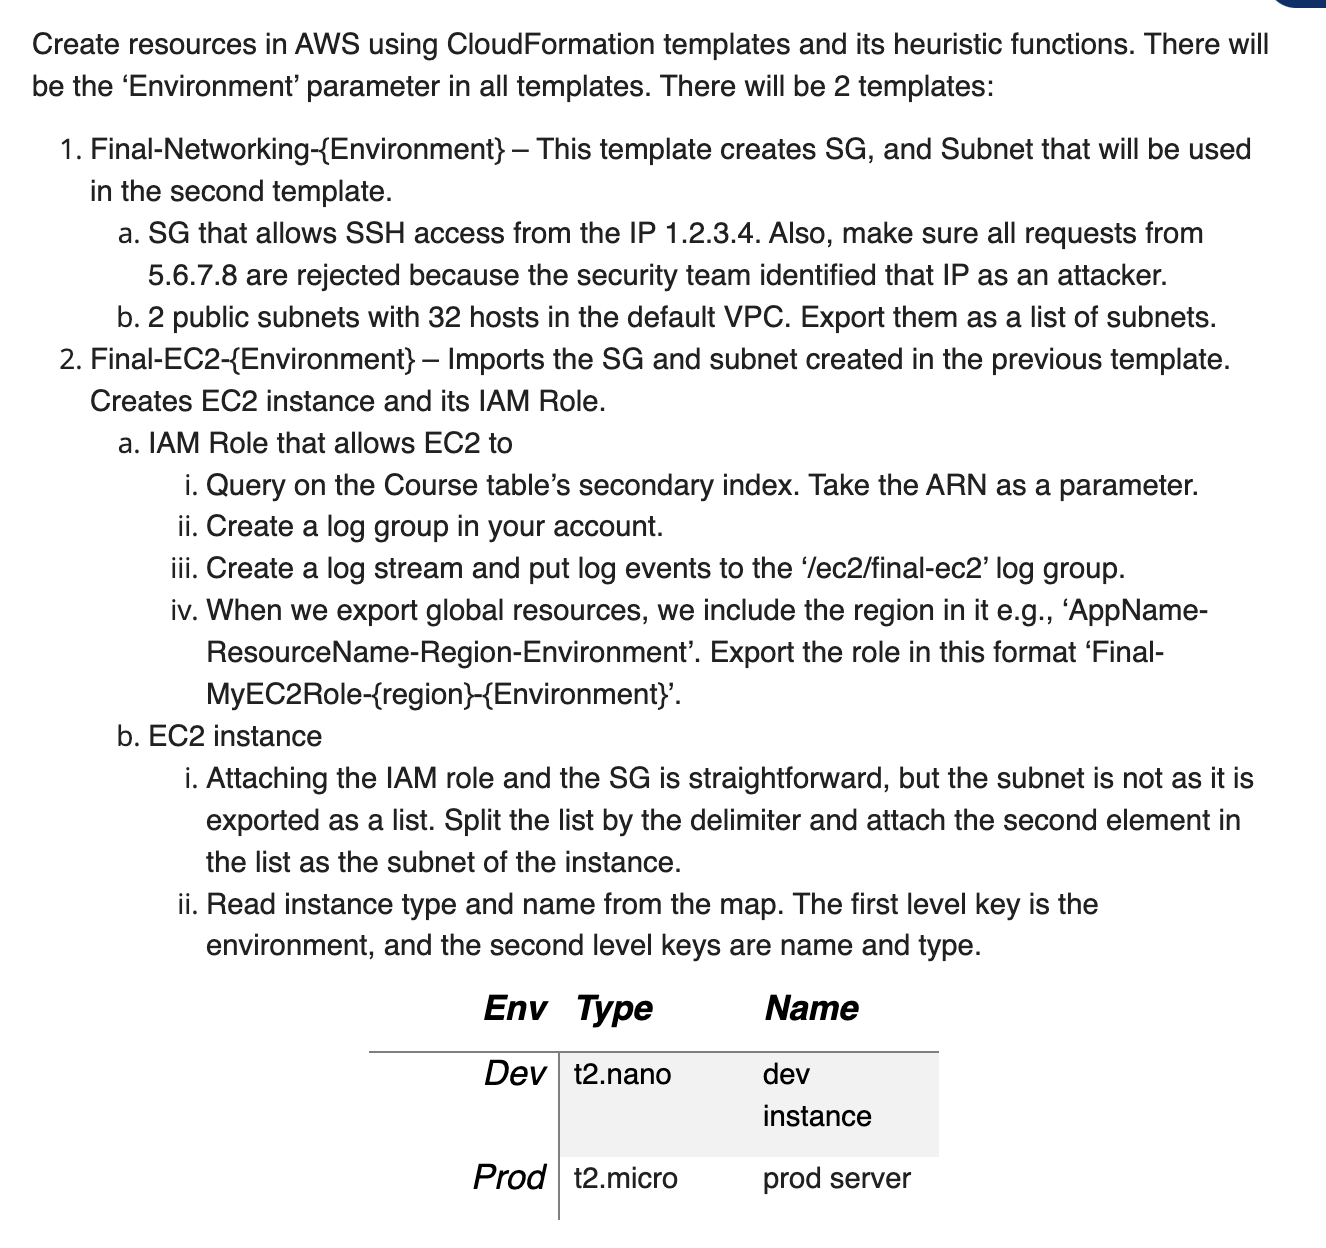 Create resources in AWS using CloudFormation templates and its heuristic functions. There will
be the ‘Environment’ parameter in all templates. There will be 2 templates:
1. Final-Networking-{Environment} – This template creates SG, and Subnet that will be used
in the second template.
a. SG that allows SSH access from the IP 1.2.3.4. Also, make sure all requests from
5.6.7.8 are rejected because the security team identified that IP as an attacker.
b. 2 public subnets with 32 hosts in the default VPC. Export them as a list of subnets.
2. Final-EC2-{Environment} – Imports the SG and subnet created in the previous template.
Creates EC2 instance and its IAM Role.
a. IAM Role that allows EC2 to
i. Query on the Course table’s secondary index. Take the ARN as a parameter.
ii. Create a log group in your account.
iii. Create a log stream and put log events to the ‘/ec2/final-ec2’ log group.
iv. When we export global resources, we include the region in it e.g., ‘AppName-
ResourceName-Region-Environment’. Export the role in this format ‘Final-
MyEC2Role-{region}-{Environment}’.
b. EC2 instance
i. Attaching the IAM role and the SG is straightforward, but the subnet is not as it is
exported as a list. Split the list by the delimiter and attach the second element in
the list as the subnet of the instance.
ii. Read instance type and name from the map. The first level key is the
environment, and the second level keys are name and type.
Env Type Name
Dev t2.nano dev
instance
Prod t2.micro prod server